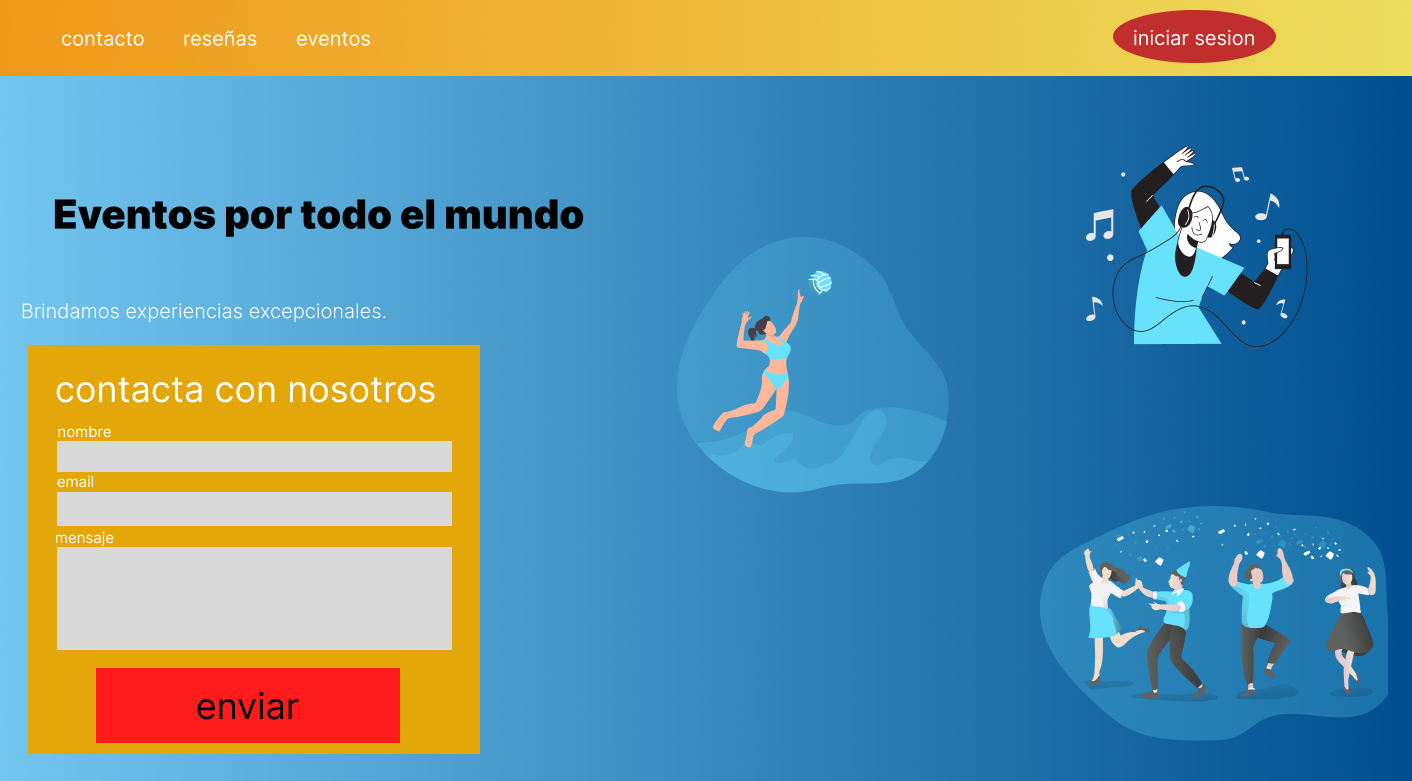 contacto reseñas eventos iniciar sesion
Eventos por todo el mundo
Brindamos experiencias excepcionales.
contacta con nosotros
nombre
email
mensaje
enviar